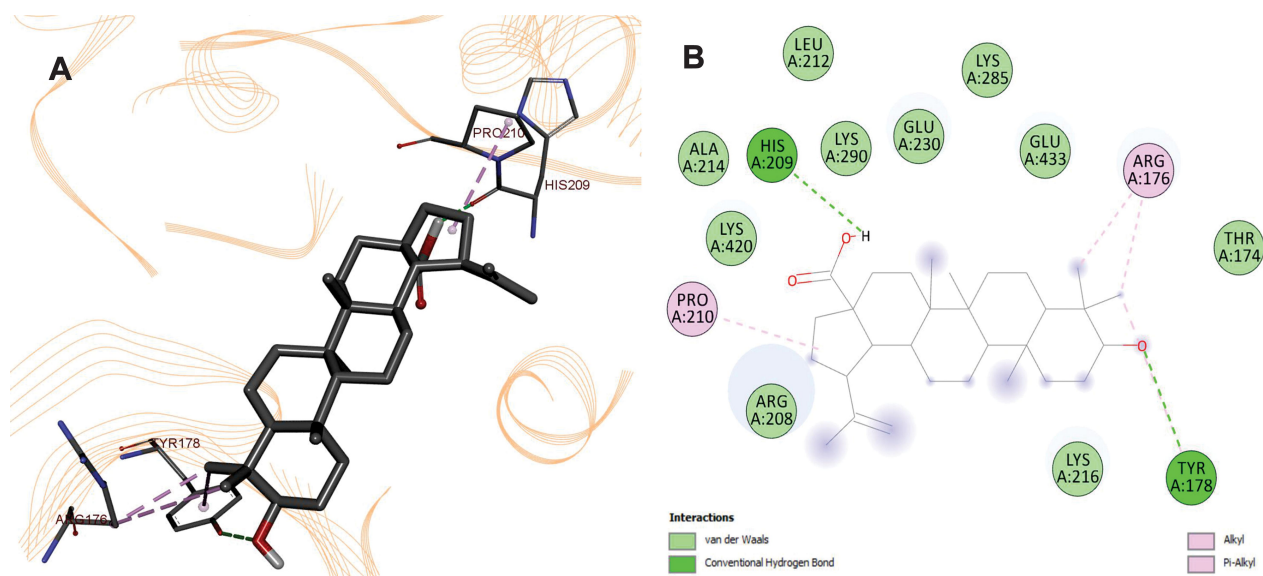 A
PRO210
HIS209
TYR178
ARG176
B
LEU
A:212
LYS
A:285
ALA
A:214
HIS
A:209
LYS
A:290
GLU
A:230
GLU
A:433
ARG
A:176
LYS
A:420
THR
A:174
O H
O
PRO
A:210
O
ARG
A:208
LYS
A:216
TYR
A:178
Interactions
van der Waals
Conventional Hydrogen Bond
Alkyl
Pi-Alkyl